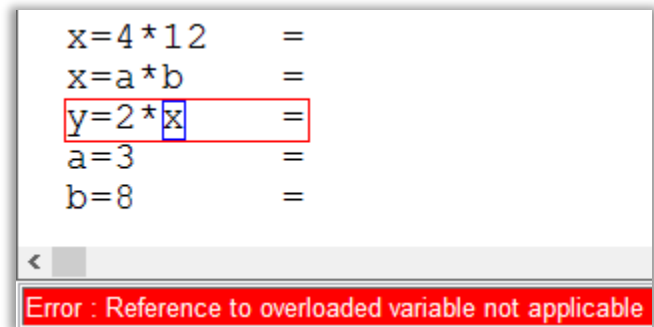 x=4*12 =
x=a*b =
y=2*x =
a=3 =
b=8 =
<
Error : Reference to overloaded variable not applicable